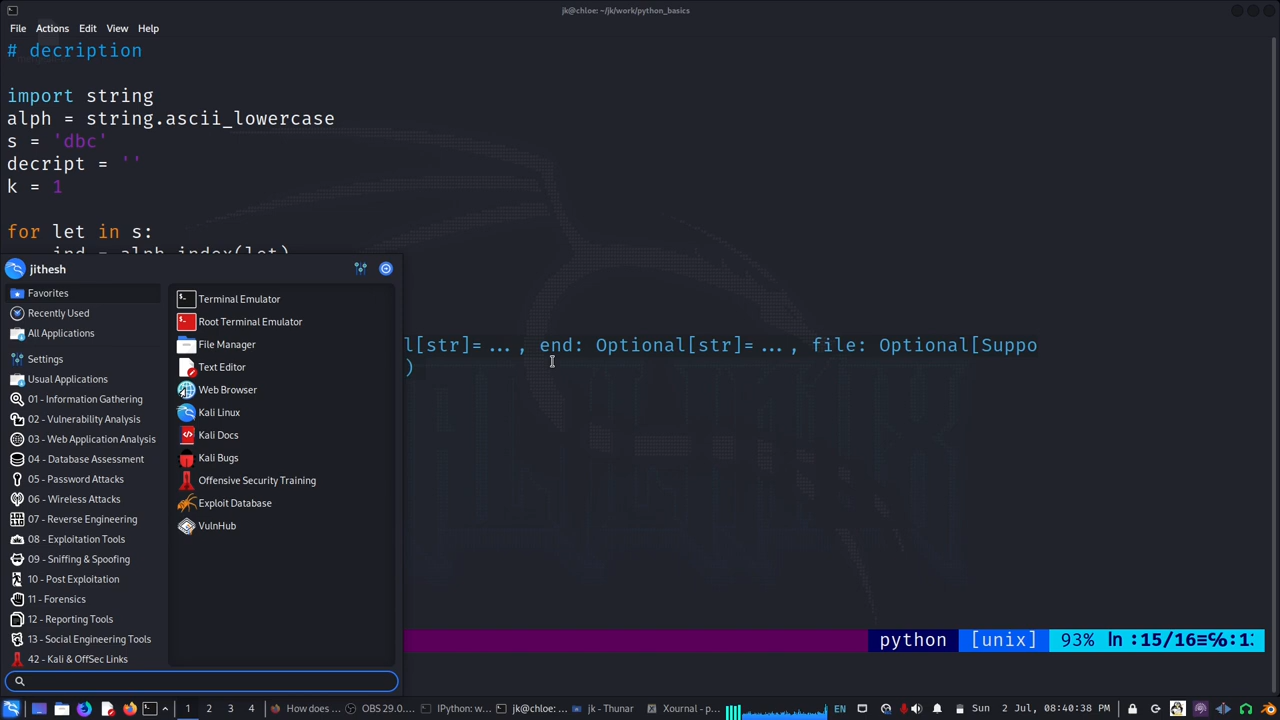 jk@chloe: ~/jk/work/python_basics
File Actions Edit View Help
# decription
import string
alph = string.ascii_lowercase
s = 'dbc'
decript = ''
k = 1
for let in s:
ind = alph.index(let)
l[str]=..., end: Optional[str]=..., file: Optional[Suppo
)
jithesh
Favorites
Recently Used
All Applications
Settings
Usual Applications
01 - Information Gathering
02 - Vulnerability Analysis
03 - Web Application Analysis
04 - Database Assessment
05 - Password Attacks
06 - Wireless Attacks
07 - Reverse Engineering
08 - Exploitation Tools
09 - Sniffing & Spoofing
10 - Post Exploitation
11 - Forensics
12 - Reporting Tools
13 - Social Engineering Tools
42 - Kali & OffSec Links
Terminal Emulator
Root Terminal Emulator
File Manager
Text Editor
Web Browser
Kali Linux
Kali Docs
Kali Bugs
Offensive Security Training
Exploit Database
VulnHub
python [unix] 93% ln :15/16≡℅:1
1 2 3 4 How does ... OBS 29.0.... IPython: w... jk@chloe:... jk - Thunar Xournal - p... EN Sun 2 Jul, 20:40:38 PM